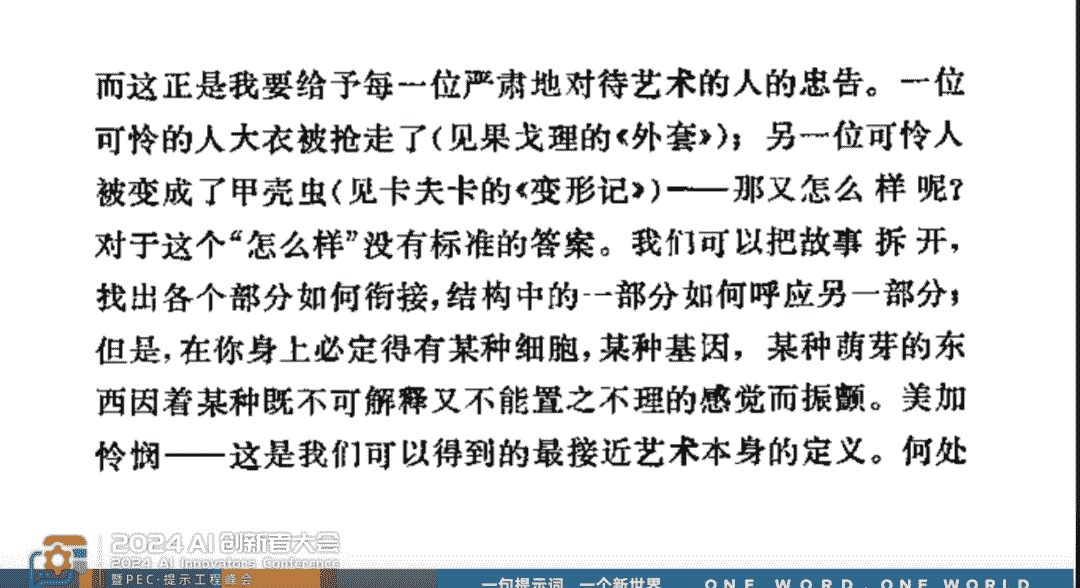 而这正是我要给予每一位严肃地对待艺术的人的忠告。一位
可怜的人大衣被抢走了(见果戈理的《外套》);另一位可怜人
被变成了甲壳虫(见卡夫卡的《变形记》)——那又怎么样呢?
对于这个“怎么样”没有标准的答案。我们可以把故事拆开,
找出各个部分如何衔接,结构中的一部分如何呼应另一部分;
但是,在你身上必定得有某种细胞,某种基因,某种萌芽的东
西因着某种既不可解释又不能置之不理的感觉而振颤。美加
怜悯——这是我们可以得到的最接近艺术本身的定义。何处
2024 AI 创新者大会
2024 AI Innovators Conference
暨PEC·提示工程峰会
一句提示词 一个新世界
ONE WORD, ONE WORLD